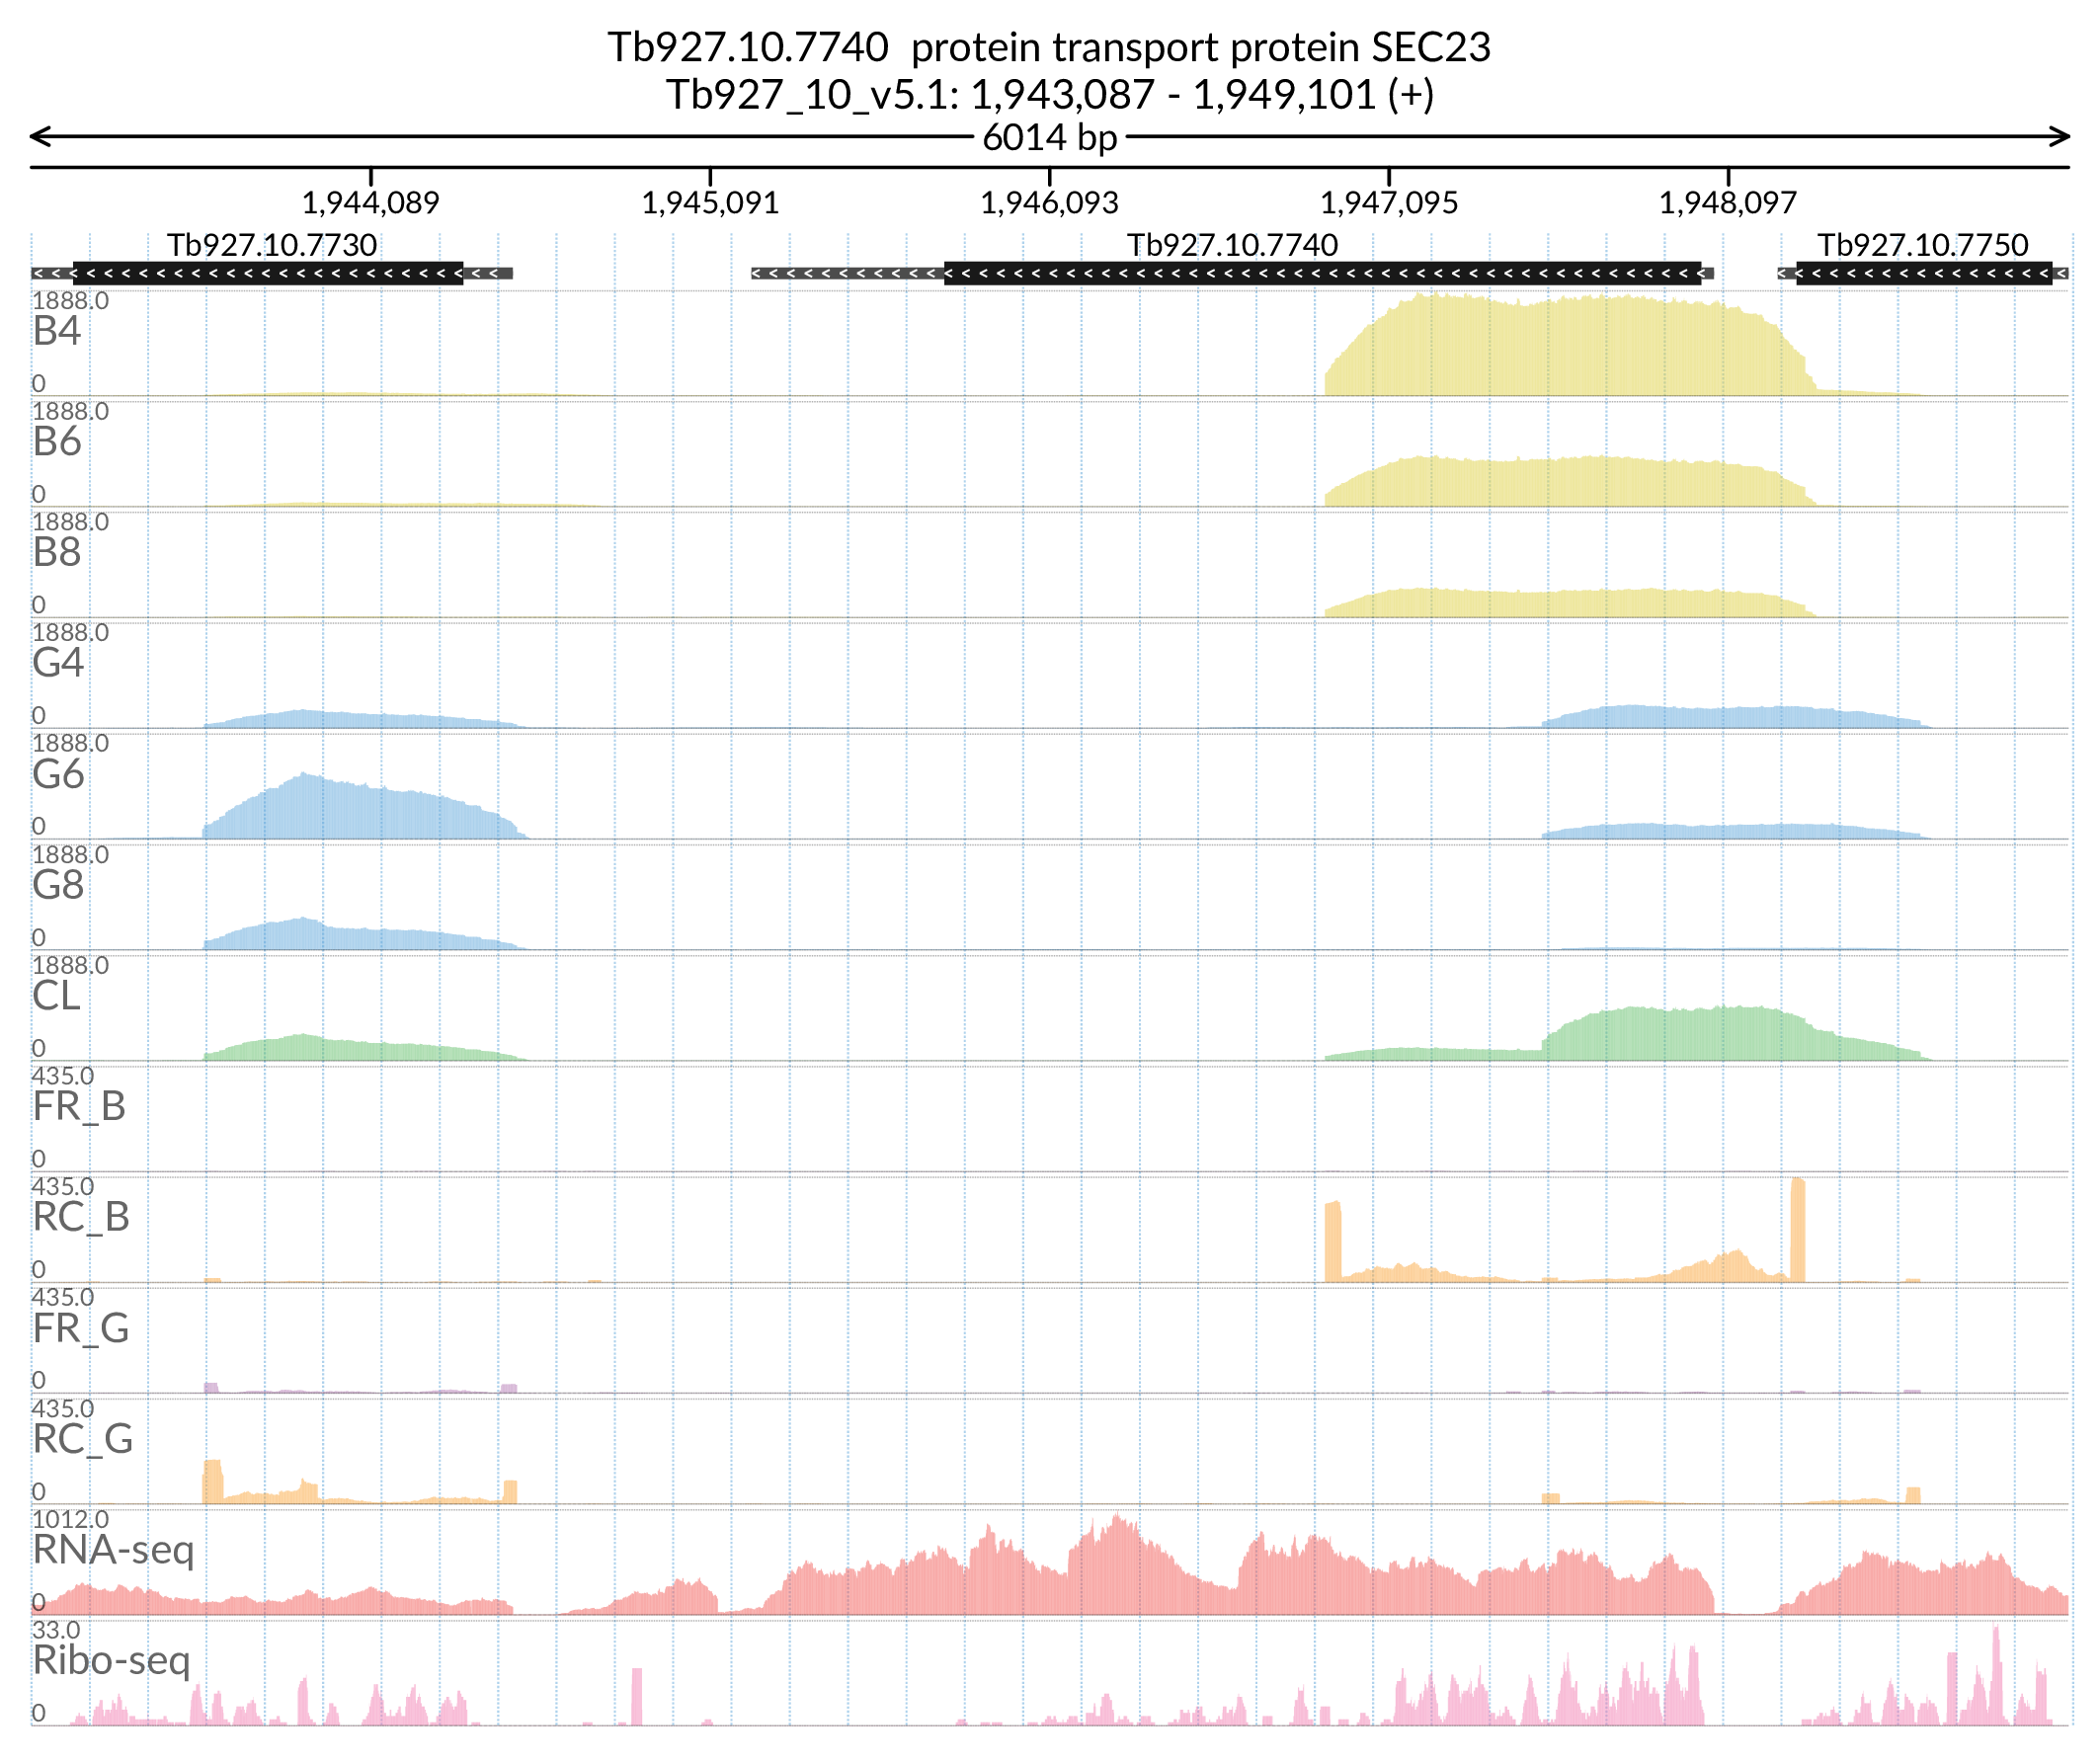 Tb927.10.7740  protein transport protein SEC23
Tb927_10_v5.1: 1,943,087 - 1,949,101 (+)
6014 bp
1,944,089 1,945,091 1,946,093 1,947,095 1,948,097
Tb927.10.7730 Tb927.10.7740 Tb927.10.7750
1888.0
B4
0
1888.0
B6
0
1888.0
B8
0
1888.0
G4
0
1888.0
G6
0
1888.0
G8
0
1888.0
CL
0
435.0
FR_B
0
435.0
RC_B
0
435.0
FR_G
0
435.0
RC_G
0
1012.0
RNA-seq
0
33.0
Ribo-seq
0